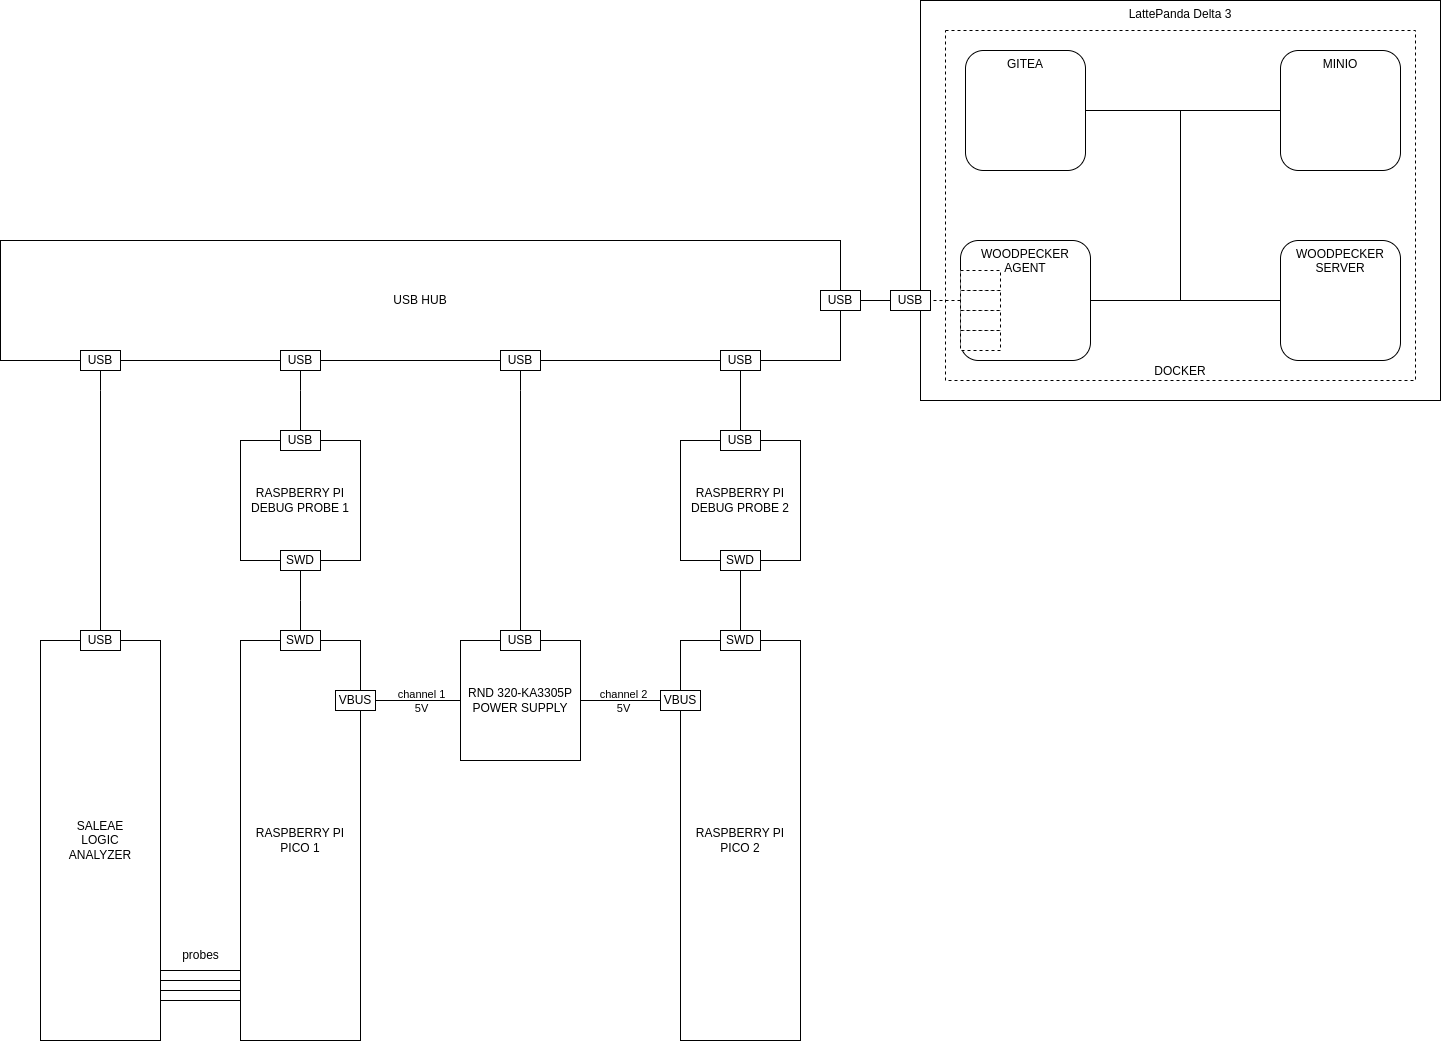 LattePanda Delta 3
GITEA
MINIO
WOODPECKER
AGENT
WOODPECKER
SERVER
DOCKER
USB HUB
USB
USB
USB
USB
USB
USB
USB
USB
RASPBERRY PI
DEBUG PROBE 1
RASPBERRY PI
DEBUG PROBE 2
SWD
SWD
USB
SWD
USB
SWD
VBUS
channel 1
5V
RND 320-KA3305P
POWER SUPPLY
channel 2
5V
VBUS
SALEAE
LOGIC
ANALYZER
RASPBERRY PI
PICO 1
RASPBERRY PI
PICO 2
probes